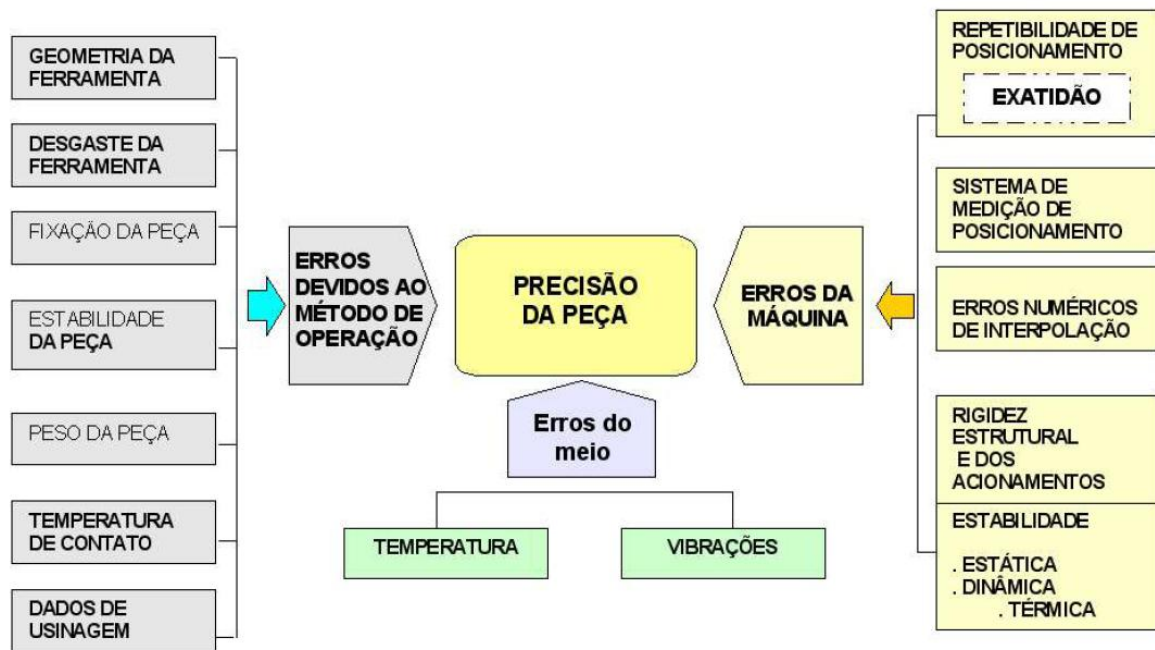 GEOMETRIA DA
FERRAMENTA
DESGASTE DA
FERRAMENTA
FIXAÇÃO DA PEÇA
ESTABILIDADE
DA PEÇA
PESO DA PEÇA
TEMPERATURA
DE CONTATO
DADOS DE
USINAGEM
ERROS
DEVIDOS AO
MÉTODO DE
OPERAÇÃO
PRECISÃO
DA PEÇA
Erros do
meio
TEMPERATURA
VIBRAÇÕES
ERROS DA
MÁQUINA
REPETIBILIDADE DE
POSICIONAMENTO
EXATIDÃO
SISTEMA DE
MEDIÇÃO DE
POSICIONAMENTO
ERROS NUMÉRICOS
DE INTERPOLAÇÃO
RIGIDEZ
ESTRUTURAL
E DOS
ACIONAMENTOS
ESTABILIDADE
. ESTÁTICA
. DINÂMICA
. TÉRMICA